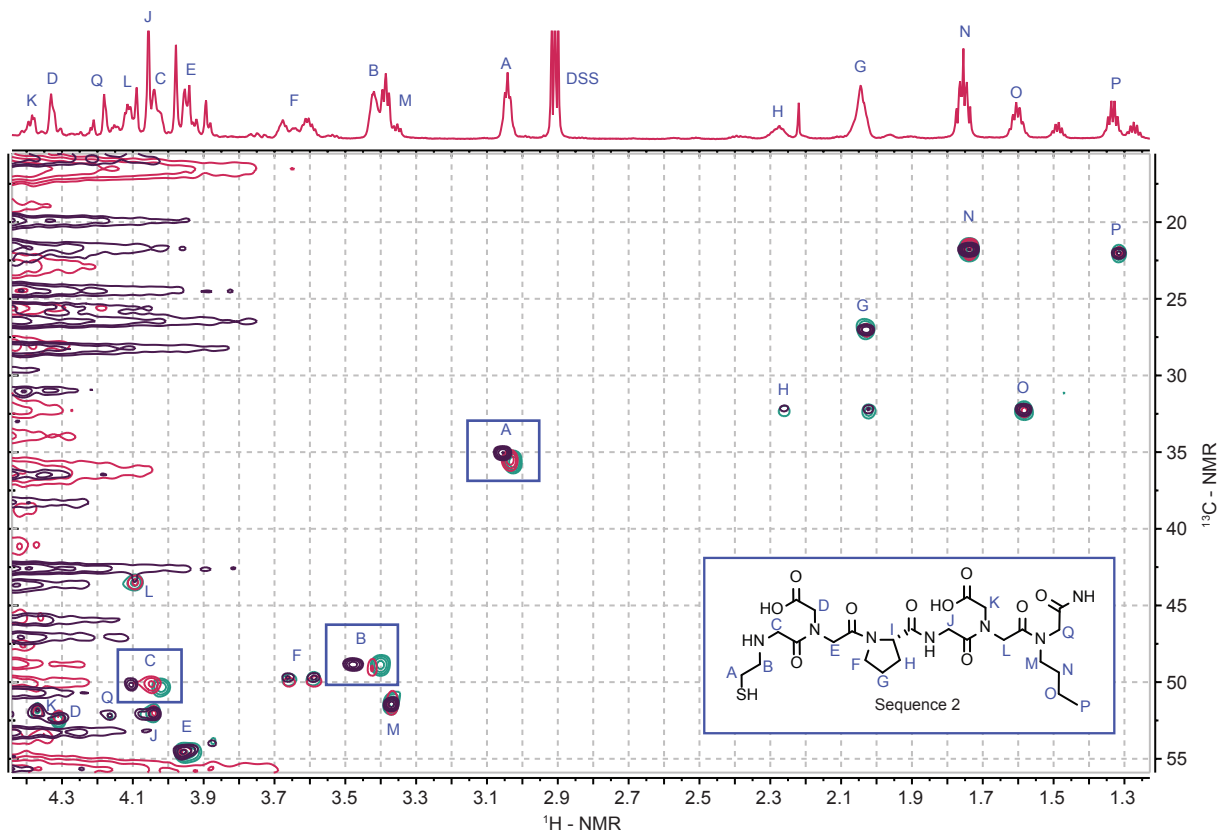 J
N
D
Q
L
C
E
B
A
DSS
G
K
F
M
H
O
P
N
P
G
H
O
A
L
B
C
F
K
D
Q
J
E
M
20
25
30
35
40
45
50
55
¹³C - NMR
O
HO
D
O
O
O
HO
K
O
O
NH
C
HN
N
N
I
N
H
J
N
N
Q
A
B
O
E
F
G
H
O
L
M
N
O
P
SH
Sequence 2
4.3 4.1 3.9 3.7 3.5 3.3 3.1 2.9 2.7 2.5 2.3 2.1 1.9 1.7 1.5 1.3
¹H - NMR